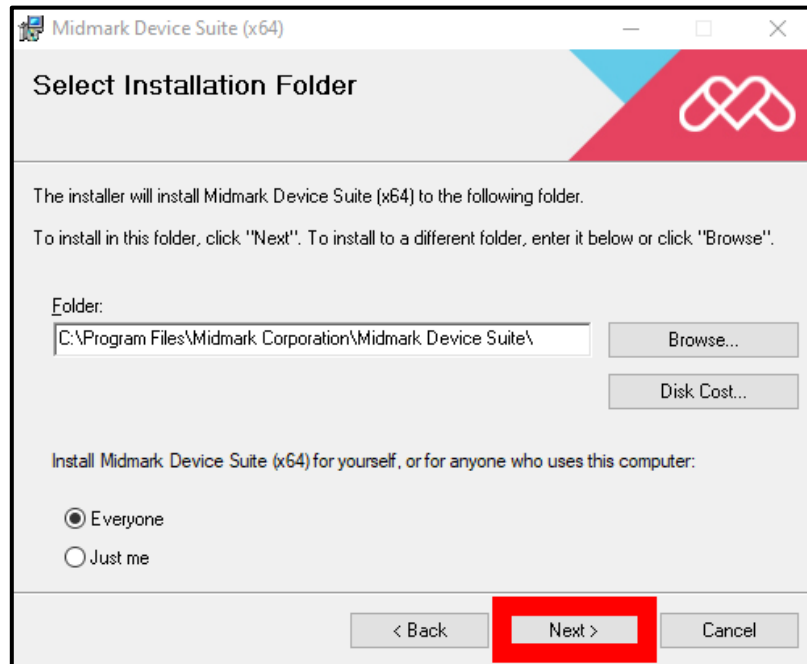 Midmark Device Suite (x64)
Select Installation Folder
The installer will install Midmark Device Suite (x64) to the following folder.
To install in this folder, click "Next". To install to a different folder, enter it below or click "Browse".
Folder:
C:\Program Files\Midmark Corporation\Midmark Device Suite\
Browse...
Disk Cost...
Install Midmark Device Suite (x64) for yourself, or for anyone who uses this computer:
Everyone
Just me
< Back
Next >
Cancel